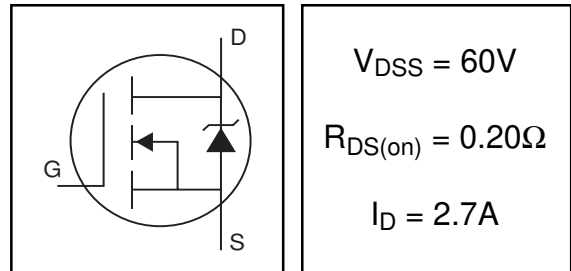 D
G
S
V_DSS = 60V
R_DS(on) = 0.20Ω
I_D = 2.7A